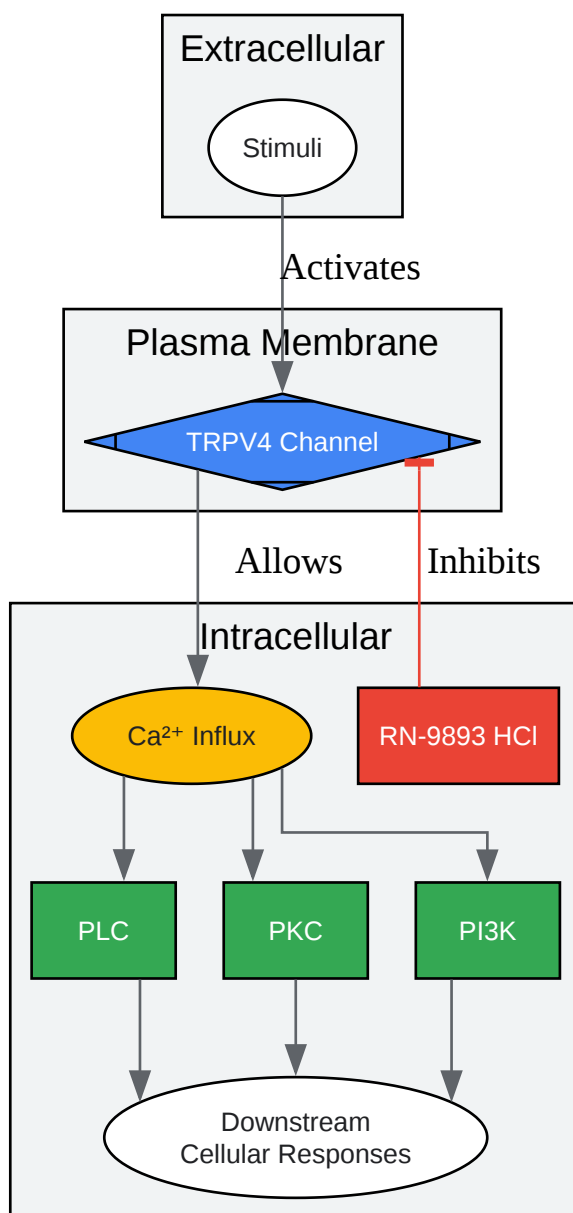 Extracellular
Stimuli
Activates
Plasma Membrane
TRPV4 Channel
Allows
Inhibits
Intracellular
Ca²⁺ Influx
RN-9893 HCl
PLC
PKC
PI3K
Downstream
Cellular Responses